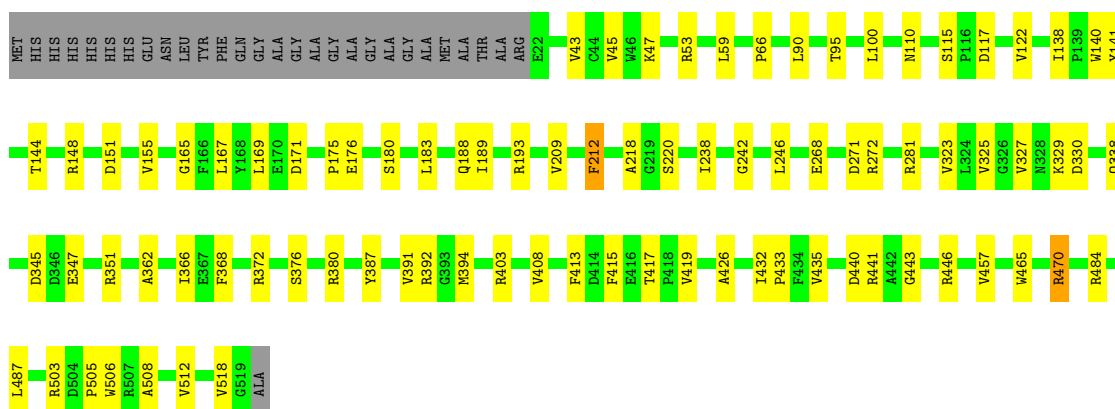 MET HIS HIS HIS HIS HIS HIS GLU ASN LEU TYR PHE GLN GLY ALA GLY ALA GLY ALA GLY ALA GLY ALA MET ALA THR ALA ARG E22 V43 C44 V45 W46 K47 R53 L59 P66 L90 T95 L100 N110 S115 P116 D117 V122 I138 P139 W140 Y141
T144 R148 D151 V155 G165 F166 L167 Y168 L169 E170 D171 P175 E176 S180 L183 Q188 I189 R193 V209 F212 A218 G219 S220 I238 G242 L246 E268 D271 R272 R281 V323 L324 V325 G326 V327 N328 K329 D330 Q338
D345 D346 E347 R351 A362 I366 E367 F368 R372 S376 R380 Y387 V391 R392 G393 M394 R403 V408 F413 D414 F415 E416 T417 P418 V419 A426 I432 P433 F434 V435 D440 R441 A442 G443 R446 V457 W465 R470 R484
L487 R503 D504 P505 W506 R507 A508 V512 V518 G519 ALA